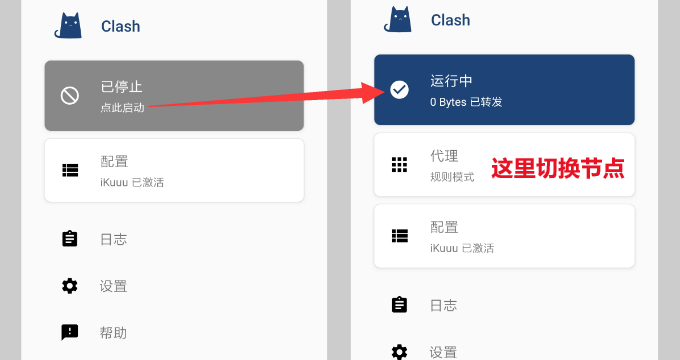 Clash
已停止
点此启动
配置
iKuuu 已激活
日志
设置
帮助
Clash
运行中
0 Bytes 已转发
代理
规则模式
这里切换节点
配置
iKuuu 已激活
日志
设置